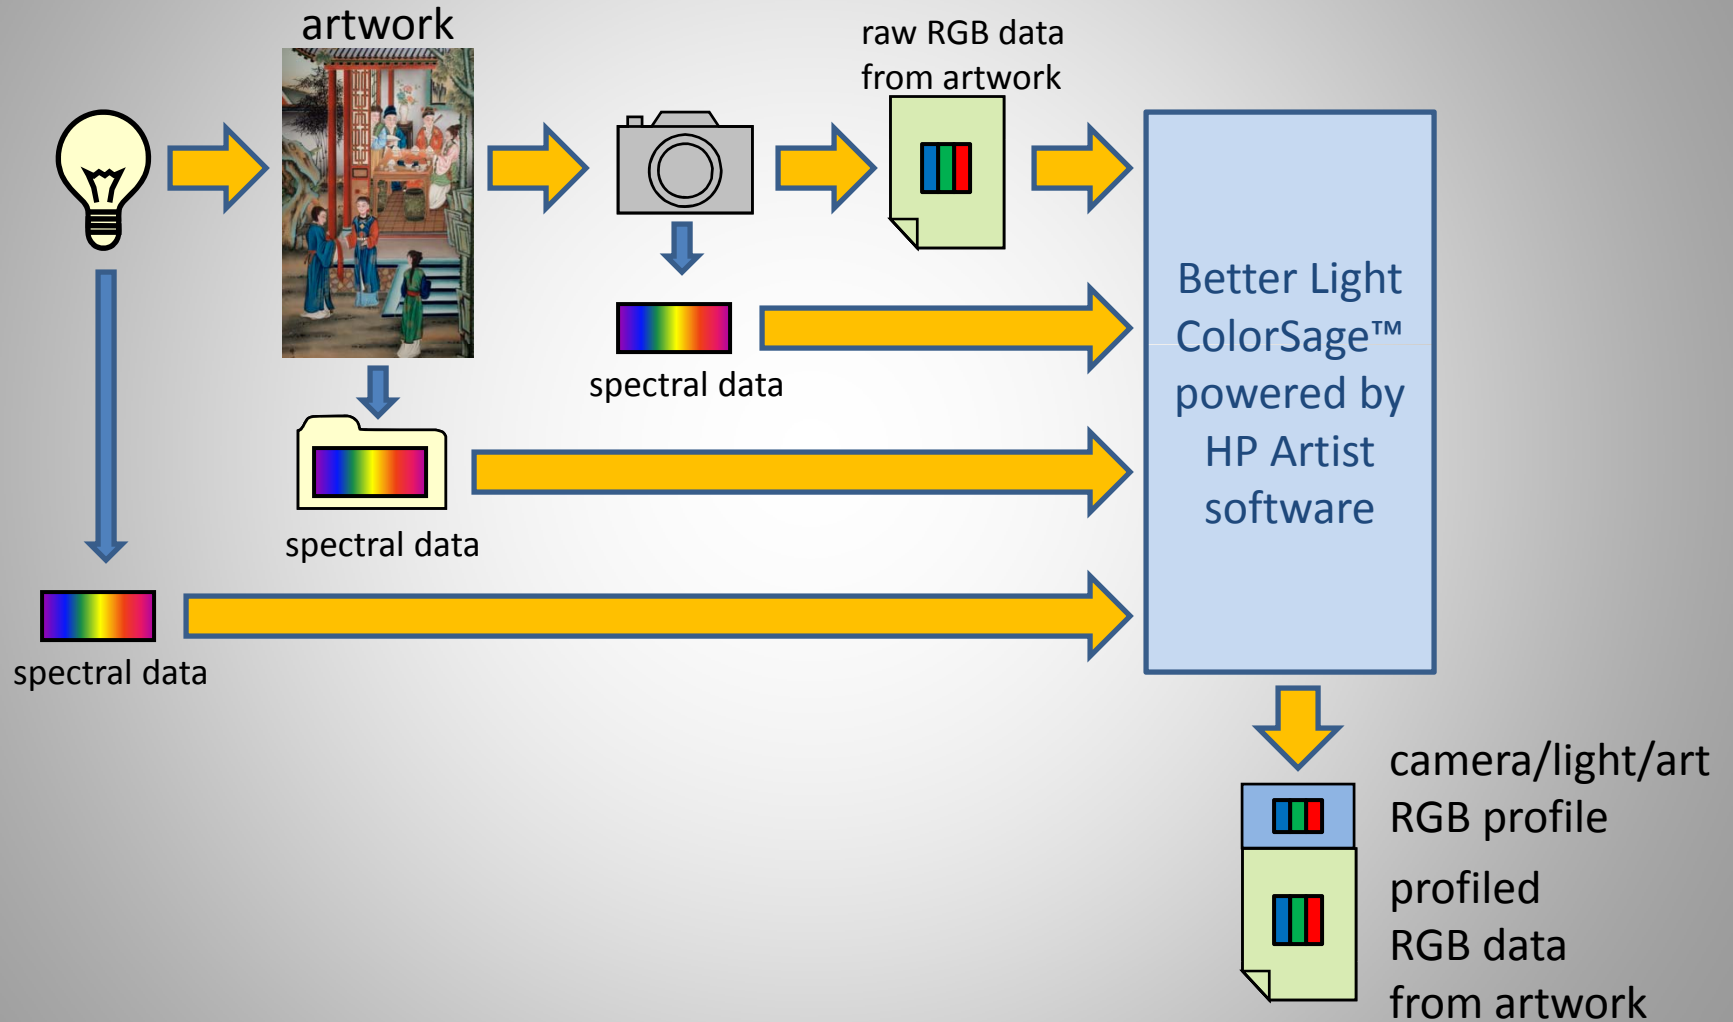 artwork
raw RGB data
from artwork
Better Light
ColorSage™
powered by
HP Artist
software
spectral data
spectral data
spectral data
camera/light/art
RGB profile
profiled
RGB data
from artwork